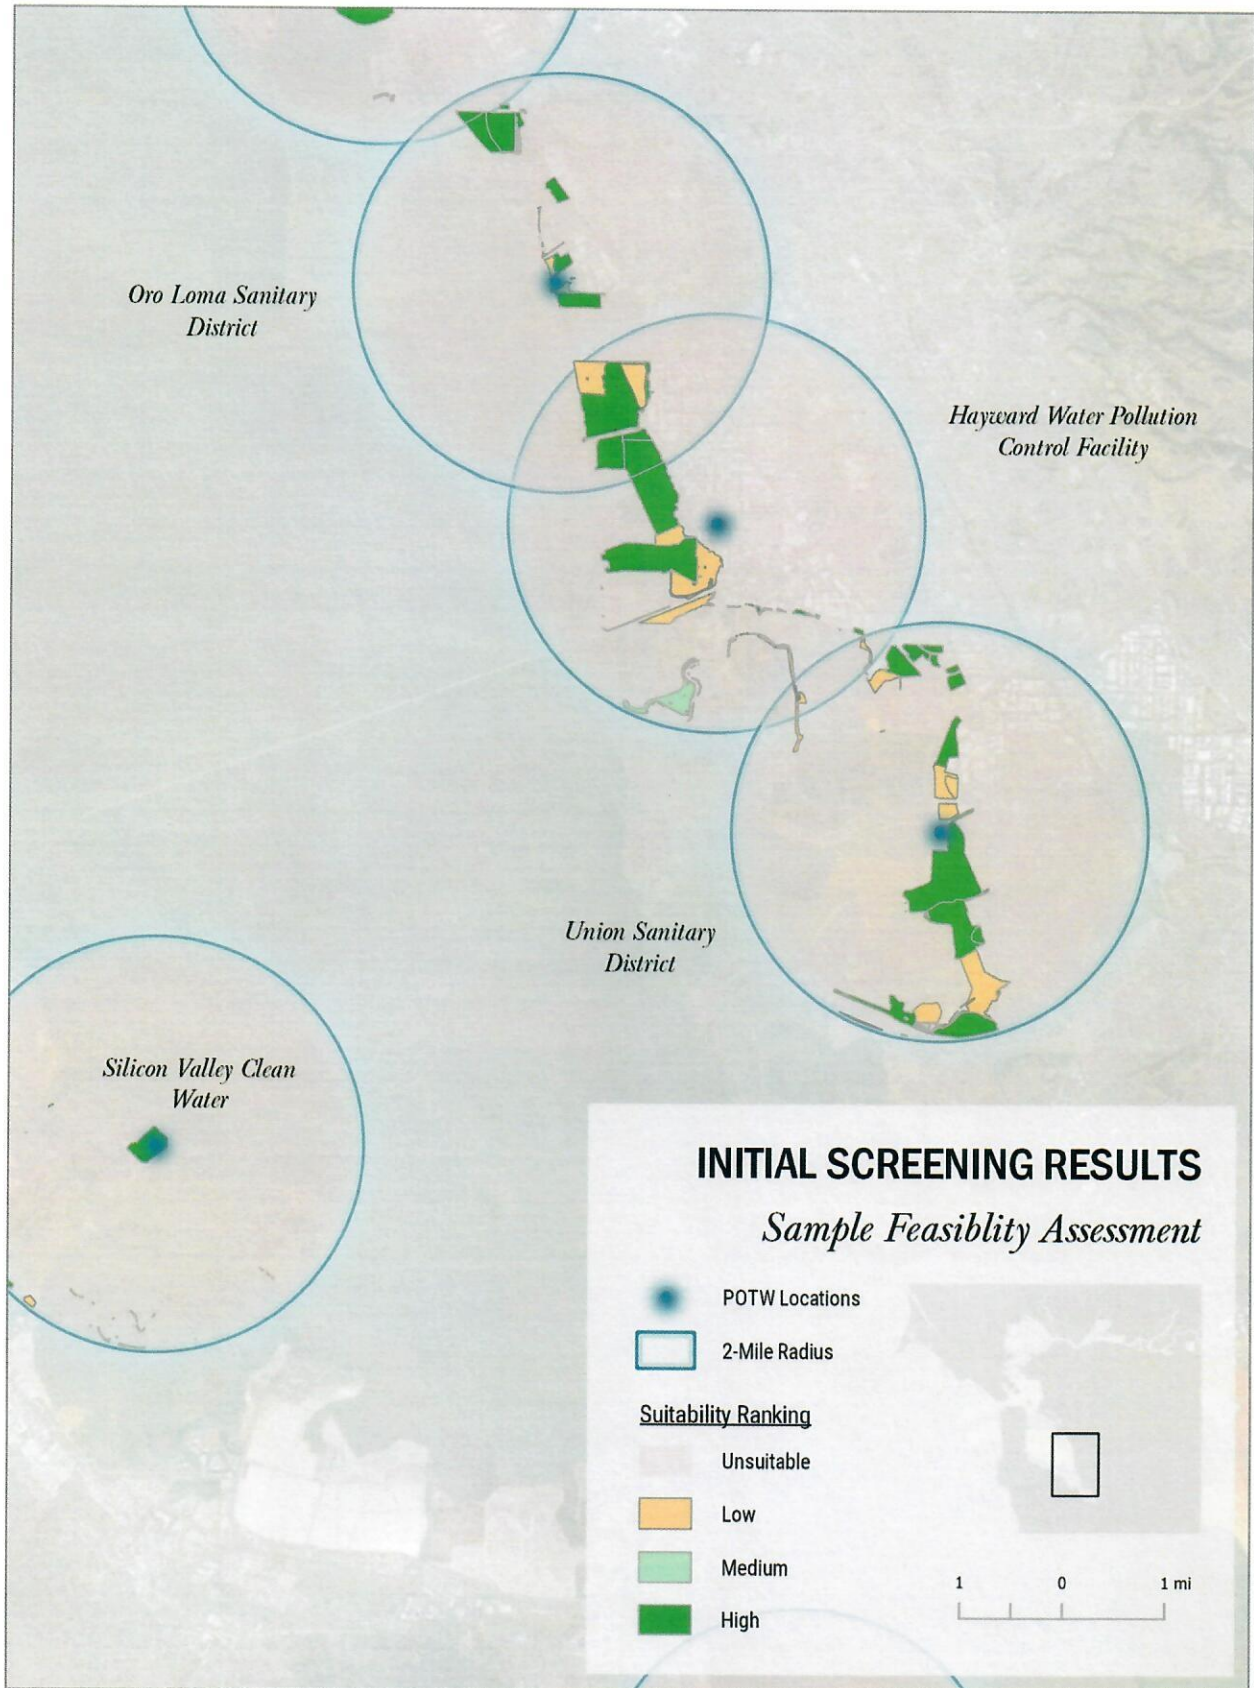 Oro Loma Sanitary
District
Hayward Water Pollution
Control Facility
Union Sanitary
District
Silicon Valley Clean
Water
INITIAL SCREENING RESULTS
Sample Feasiblity Assessment
POTW Locations
2-Mile Radius
Suitability Ranking
Unsuitable
Low
Medium
High
1 0 1 mi